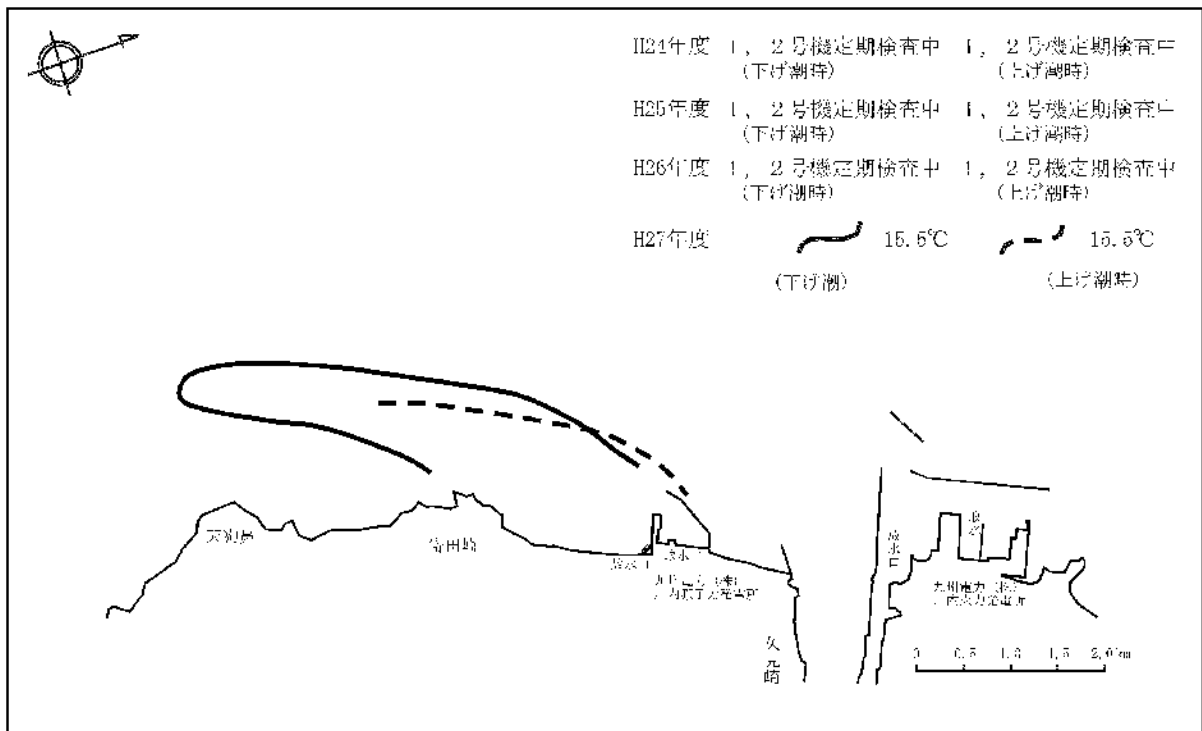 H24年度 1, 2号機定期検査中 1, 2号機定期検査中
(下げ潮時) (上げ潮時)
H25年度 1, 2号機定期検査中 1, 2号機定期検査中
(下げ潮時) (上げ潮時)
H26年度 1, 2号機定期検査中 1, 2号機定期検査中
(下げ潮時) (上げ潮時)
H27年度 15.5℃ 15.5℃
(下げ潮) (上げ潮時)
寄田崎
放水口
取水口
九州電力(株)
川内原子力発電所
放水口
取水
九州電力(株)
川内火力発電所
久見崎
0 0.5 1.0 1.5 2.0km